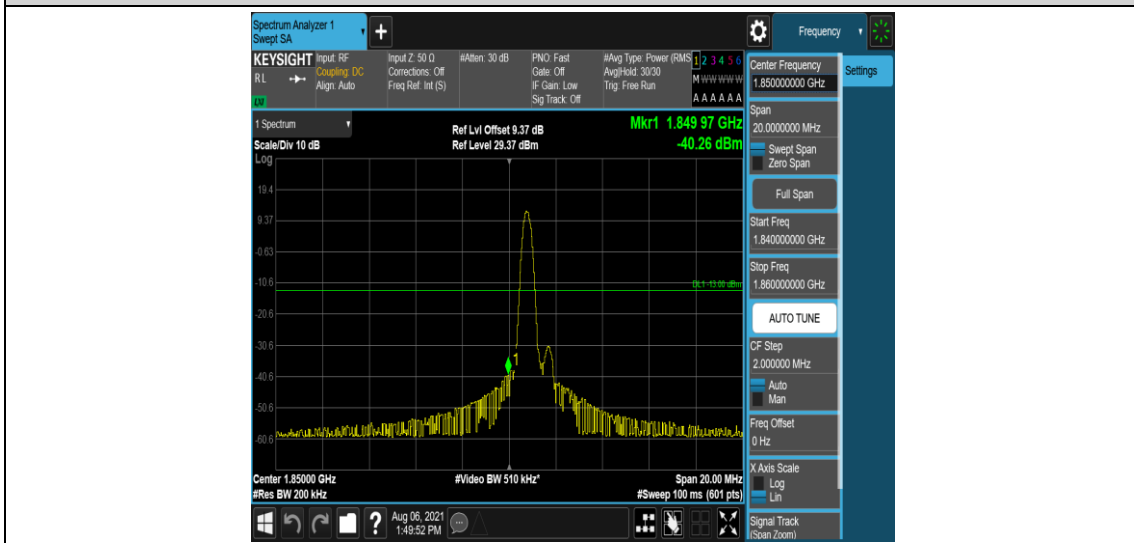 Spectrum Analyzer 1
Swept SA
Frequency
KEYSIGHT
RL
Input: RF
Coupling: DC
Align: Auto
Input Z: 50 Ω
Corrections: Off
Freq Ref: Int (S)
#Atten: 30 dB
PNO: Fast
Gate: Off
IF Gain: Low
Sig Track: Off
#Avg Type: Power (RMS
Avg|Hold: 30/30
Trig: Free Run
1 2 3 4 5 6
M W W W W W
A A A A A A
1 Spectrum
Scale/Div 10 dB
Ref Lvl Offset 9.37 dB
Ref Level 29.37 dBm
Mkr1 1.849 97 GHz
-40.26 dBm
Log
19.4
9.37
-0.63
-10.6
DL1 -13.00 dBm
-20.6
-30.6
1
-40.6
-50.6
-60.6
Center 1.85000 GHz
#Res BW 200 kHz
#Video BW 510 kHz*
Span 20.00 MHz
#Sweep 100 ms (601 pts)
?
Aug 06, 2021
1:49:52 PM
Center Frequency
1.850000000 GHz
Settings
Span
20.0000000 MHz
Swept Span
Zero Span
Full Span
Start Freq
1.840000000 GHz
Stop Freq
1.860000000 GHz
AUTO TUNE
CF Step
2.000000 MHz
Auto
Man
Freq Offset
0 Hz
X Axis Scale
Log
Lin
Signal Track
(Span Zoom)